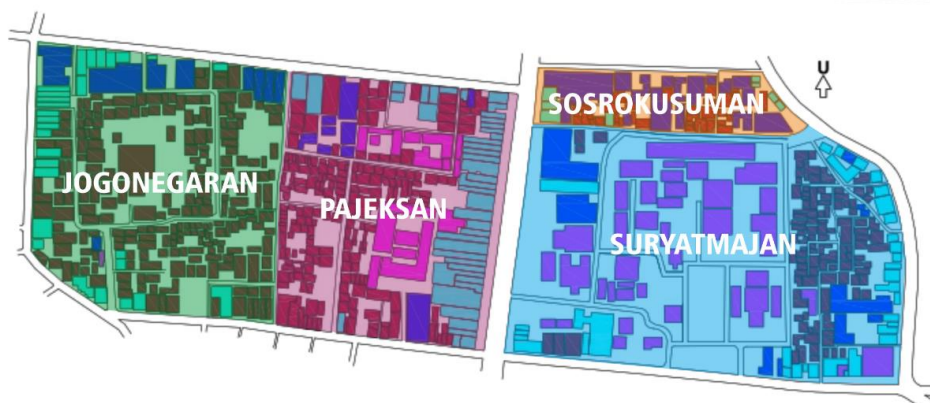 U
SOSROKUSUMAN
JOGONEGARAN
PAJEKSAN
SURYATMAJAN